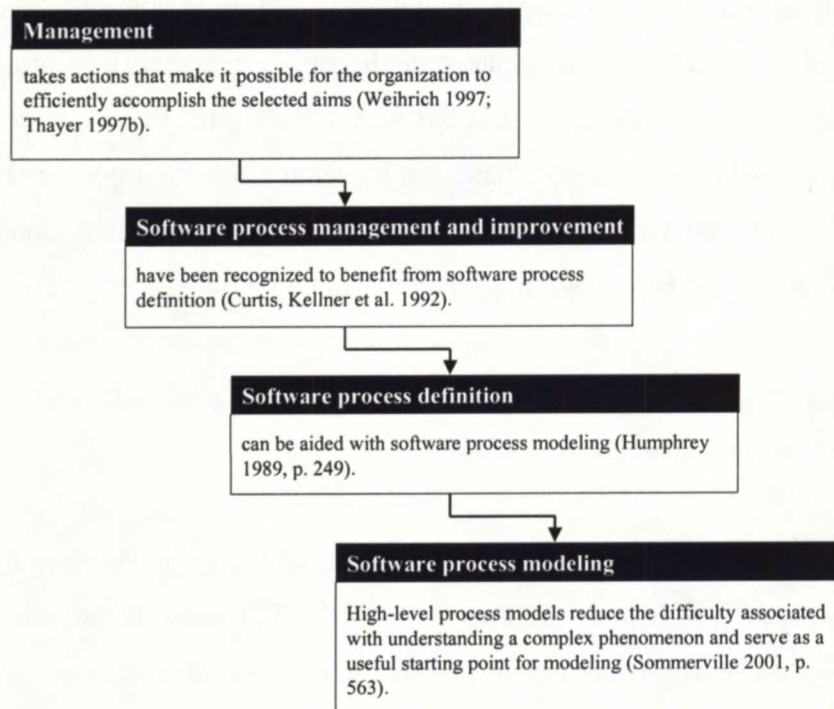 Management
takes actions that make it possible for the organization to
efficiently accomplish the selected aims (Weihrich 1997;
Thayer 1997b).
Software process management and improvement
have been recognized to benefit from software process
definition (Curtis, Kellner et al. 1992).
Software process definition
can be aided with software process modeling (Humphrey
1989, p. 249).
Software process modeling
High-level process models reduce the difficulty associated
with understanding a complex phenomenon and serve as a
useful starting point for modeling (Sommerville 2001, p.
563).